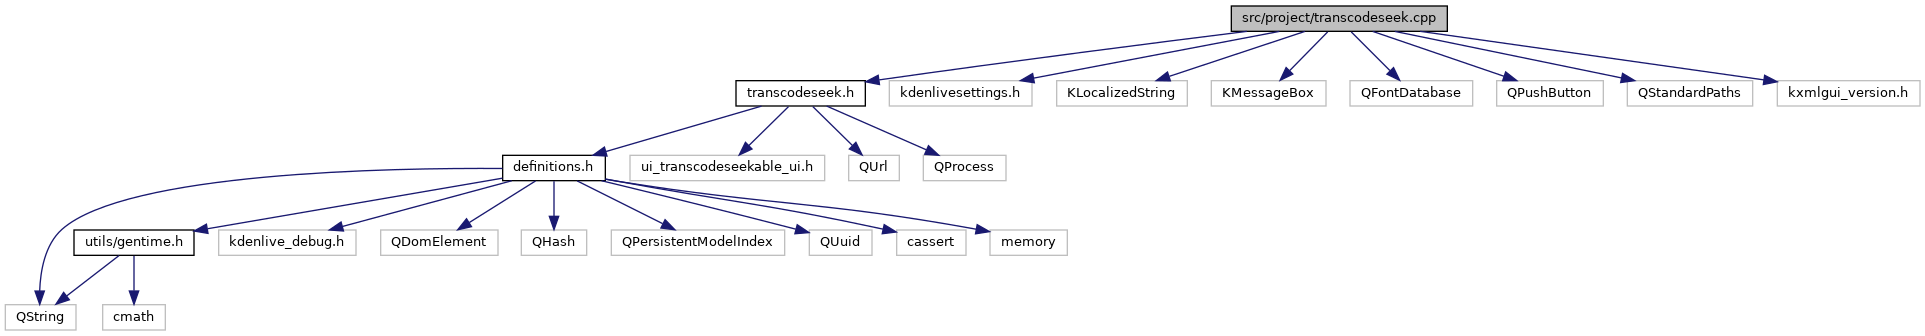 src/project/transcodeseek.cpp
transcodeseek.h
kdenlivesettings.h
KLocalizedString
KMessageBox
QFontDatabase
QPushButton
QStandardPaths
kxmlgui_version.h
definitions.h
ui_transcodeseekable_ui.h
QUrl
QProcess
utils/gentime.h
kdenlive_debug.h
QDomElement
QHash
QPersistentModelIndex
QUuid
cassert
memory
QString
cmath